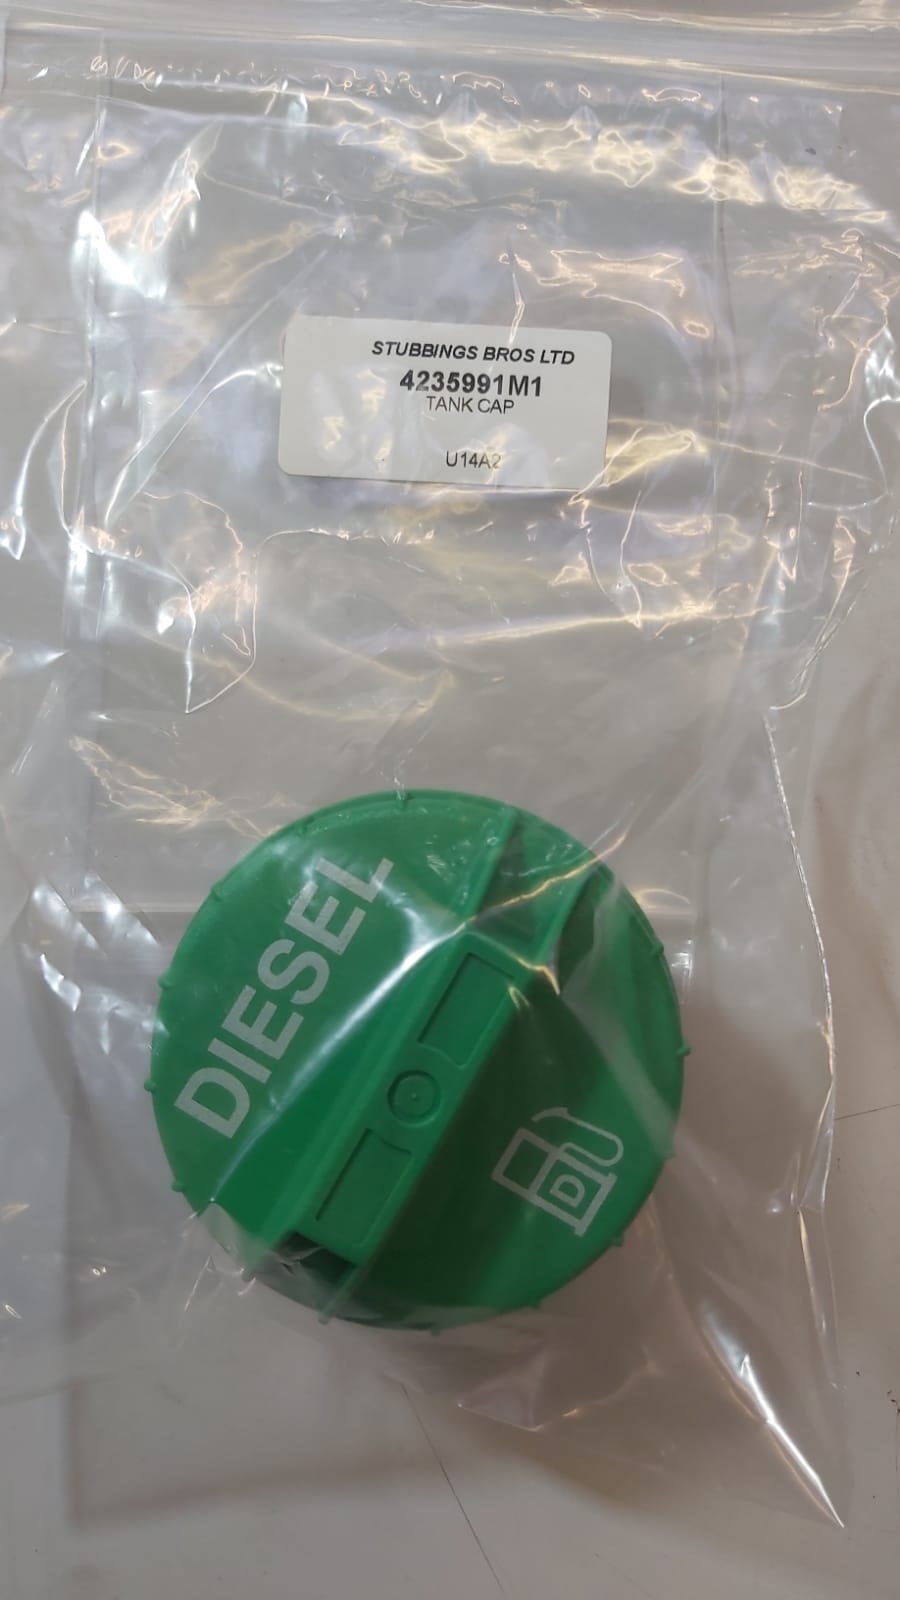 STUBBINGS BROS LTD
4235991M1
TANK CAP
U14A2
DIESEL
D